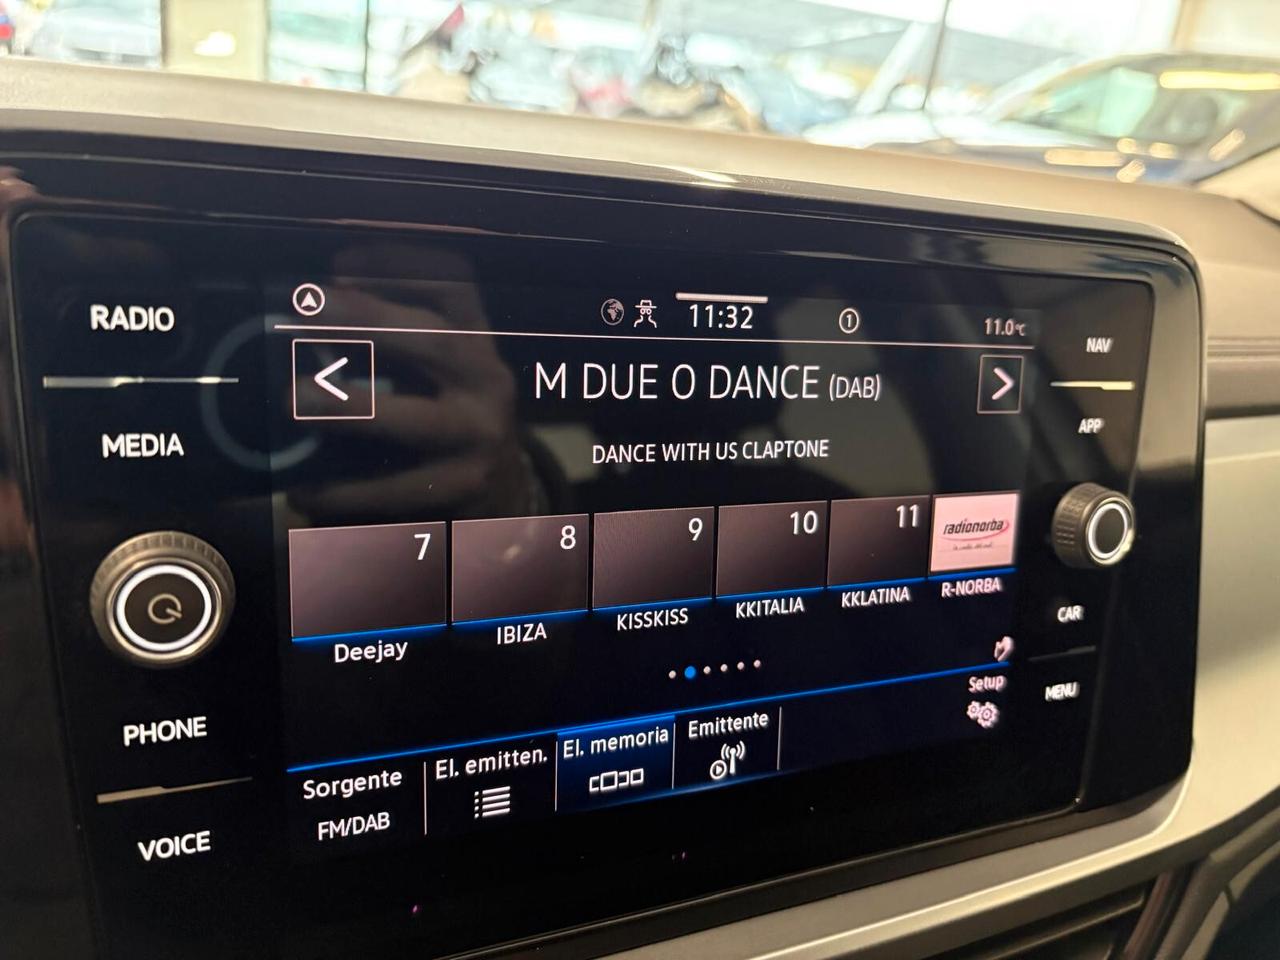 RADIO
MEDIA
PHONE
VOICE
11:32
1
11.0°C
< M DUE O DANCE (DAB) >
DANCE WITH US CLAPTONE
7 8 9 10 11 radionorba
Deejay IBIZA KISSKISS KKITALIA KKLATINA R-NORBA
Setup
Sorgente El. emitten. El. memoria Emittente
FM/DAB
NAV
APP
CAR
MENU